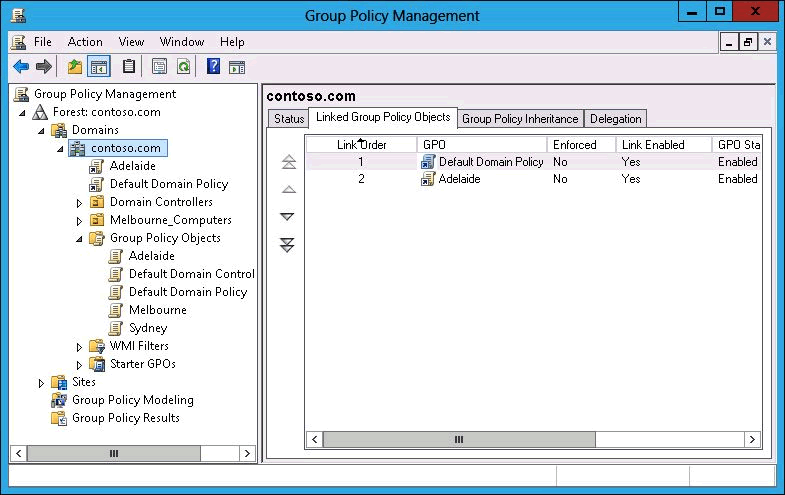 Group Policy Management
File Action View Window Help
Group Policy Management
Forest: contoso.com
Domains
contoso.com
Adelaide
Default Domain Policy
Domain Controllers
Melbourne_Computers
Group Policy Objects
Adelaide
Default Domain Control
Default Domain Policy
Melbourne
Sydney
WMI Filters
Starter GPOs
Sites
Group Policy Modeling
Group Policy Results
contoso.com
Status Linked Group Policy Objects Group Policy Inheritance Delegation
Link Order GPO Enforced Link Enabled GPO Sta
1 Default Domain Policy No Yes Enabled
2 Adelaide No Yes Enabled